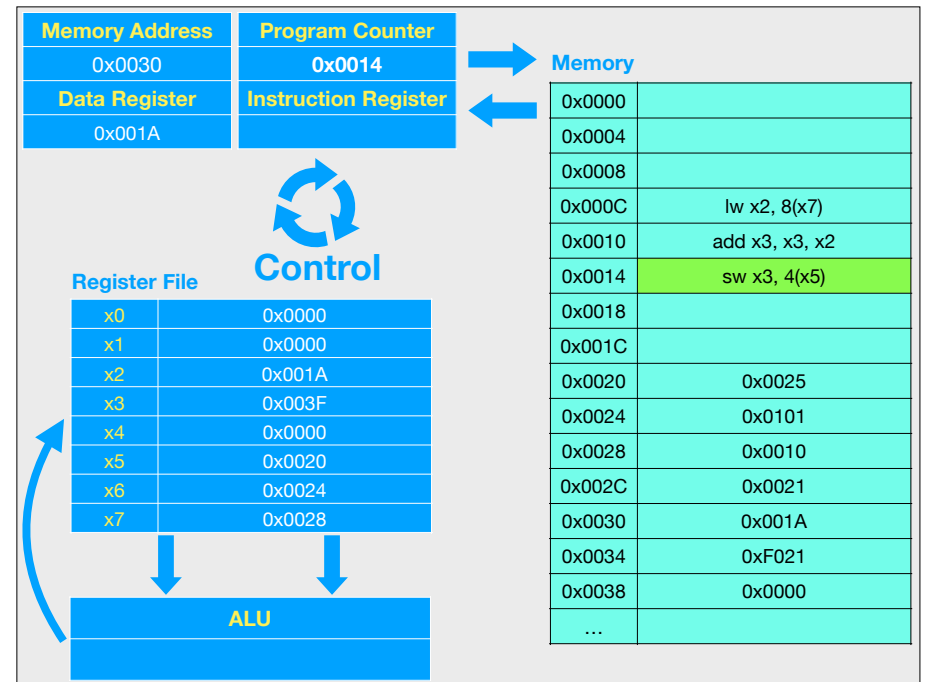 Memory Address Program Counter
0x0030 0x0014
Data Register Instruction Register
0x001A
Control
Register File
x0 0x0000
x1 0x0000
x2 0x001A
x3 0x003F
x4 0x0000
x5 0x0020
x6 0x0024
x7 0x0028
ALU
Memory
0x0000
0x0004
0x0008
0x000C lw x2, 8(x7)
0x0010 add x3, x3, x2
0x0014 sw x3, 4(x5)
0x0018
0x001C
0x0020 0x0025
0x0024 0x0101
0x0028 0x0010
0x002C 0x0021
0x0030 0x001A
0x0034 0xF021
0x0038 0x0000
…